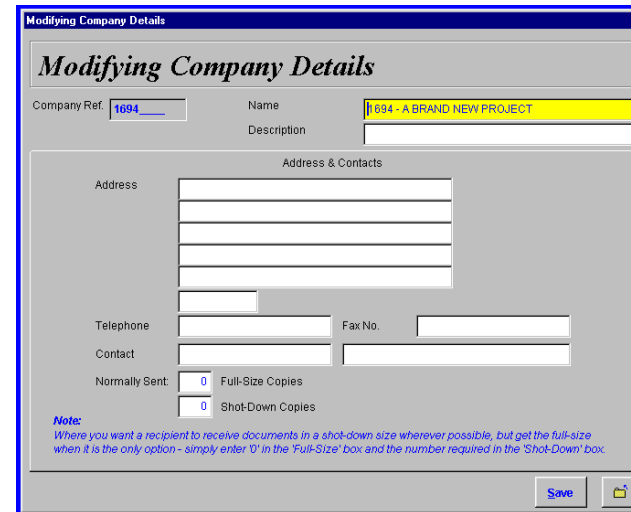 Modifying Company Details
Modifying Company Details
Company Ref. 1694____ Name 1694 - A BRAND NEW PROJECT
Description
Address & Contacts
Address
Telephone Fax No.
Contact
Normally Sent: 0 Full-Size Copies
0 Shot-Down Copies
Note:
Where you want a recipient to receive documents in a shot-down size wherever possible, but get the full-size
when it is the only option - simply enter '0' in the 'Full-Size' box and the number required in the 'Shot-Down' box.
Save